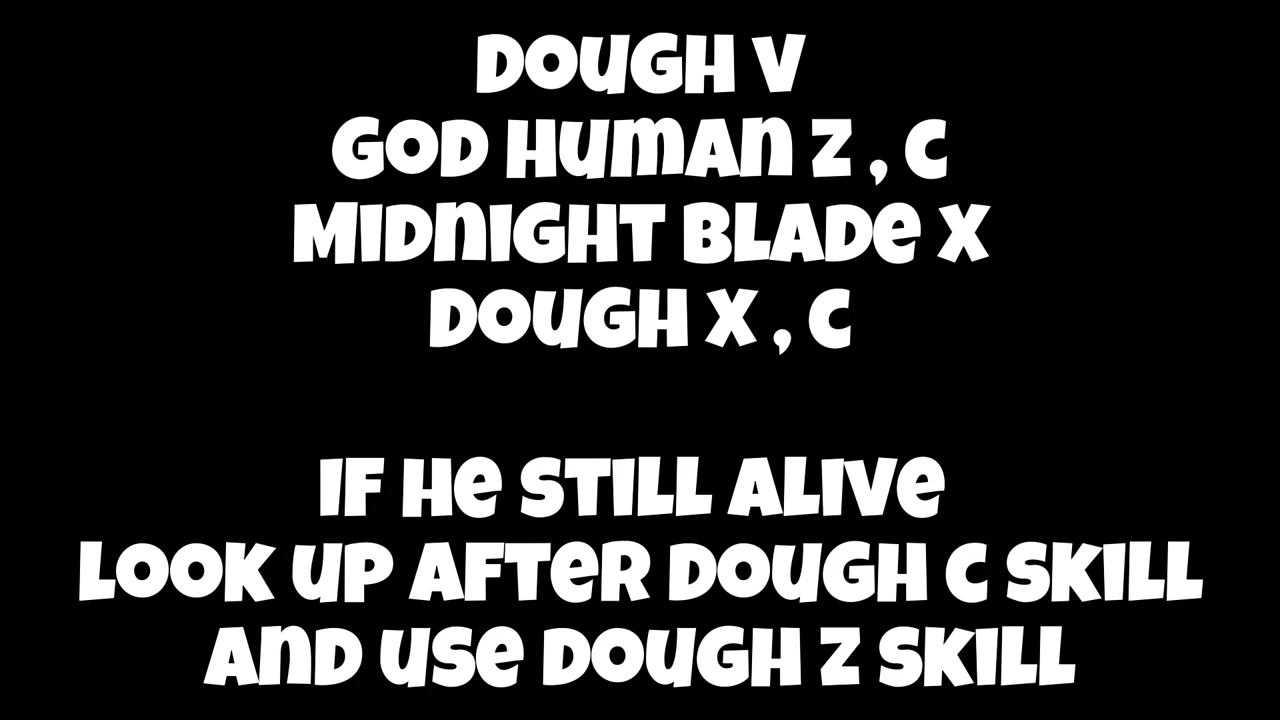 DOUGH V
GOD HUMAN Z , C
MIDNIGHT BLADE X
DOUGH X , C
IF HE STILL ALIVE
LOOK UP AFTER DOUGH C SKILL
AND USE DOUGH Z SKILL